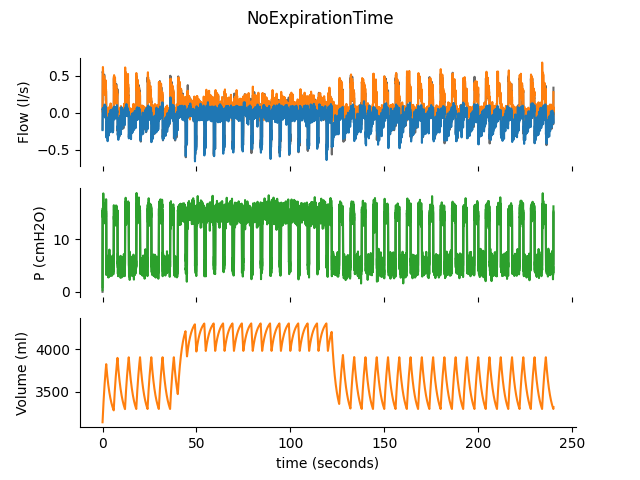 NoExpirationTime
Flow (l/s)
0.5
0.0
−0.5
P (cmH2O)
10
0
Volume (ml)
4000
3500
0 50 100 150 200 250
time (seconds)